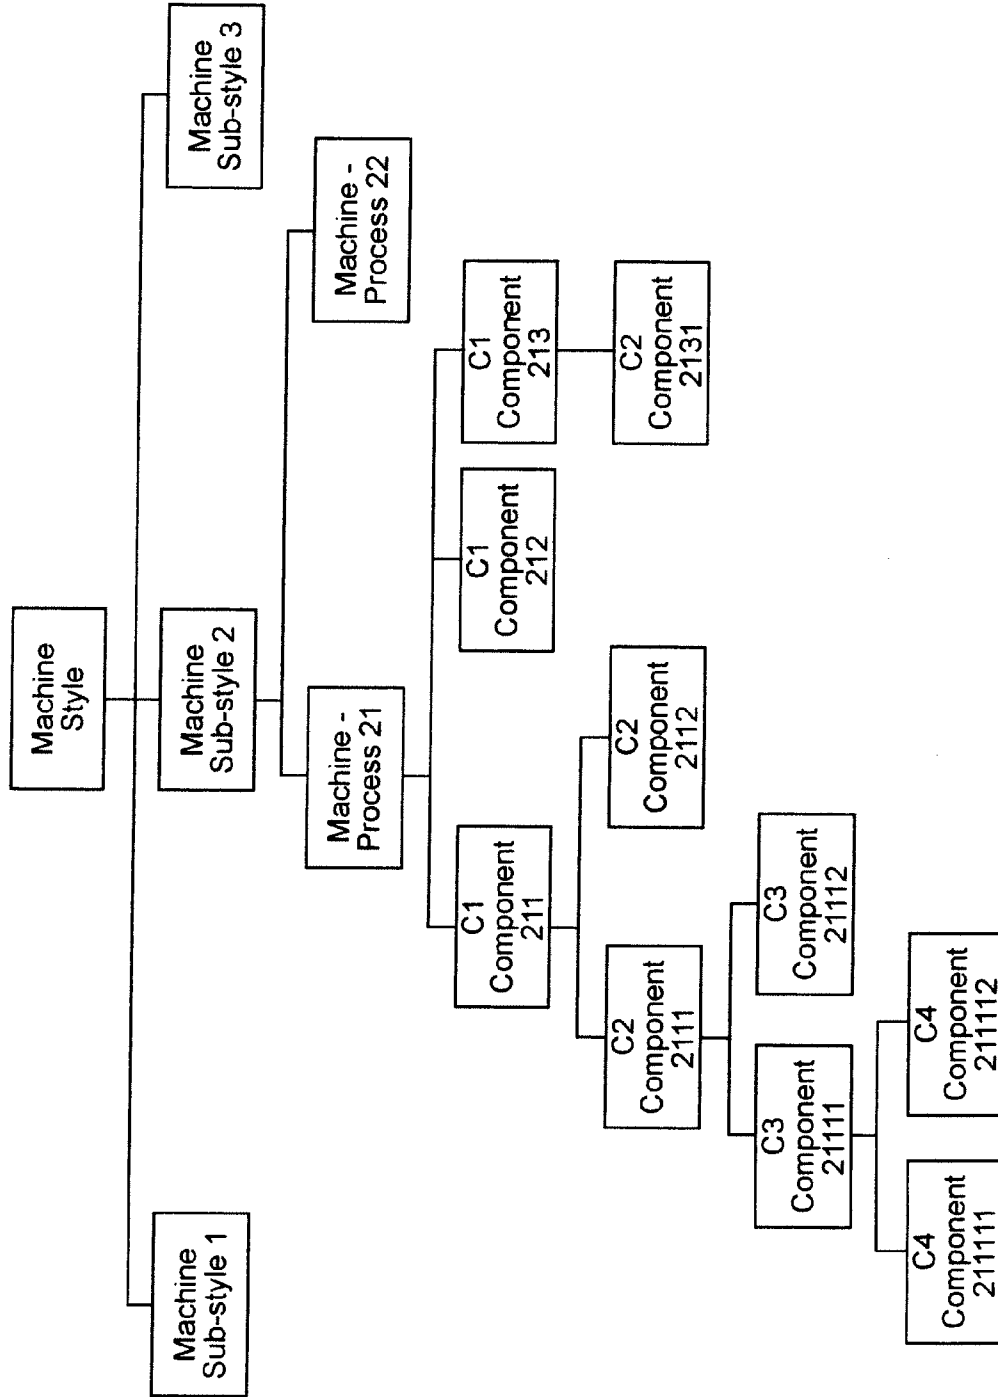 Machine
Style
Machine
Sub-style 1
Machine
Sub-style 2
Machine
Sub-style 3
Machine -
Process 21
Machine -
Process 22
C1
Component
211
C1
Component
212
C1
Component
213
C2
Component
2111
C2
Component
2112
C2
Component
2131
C3
Component
21111
C3
Component
21112
C4
Component
211111
C4
Component
211112